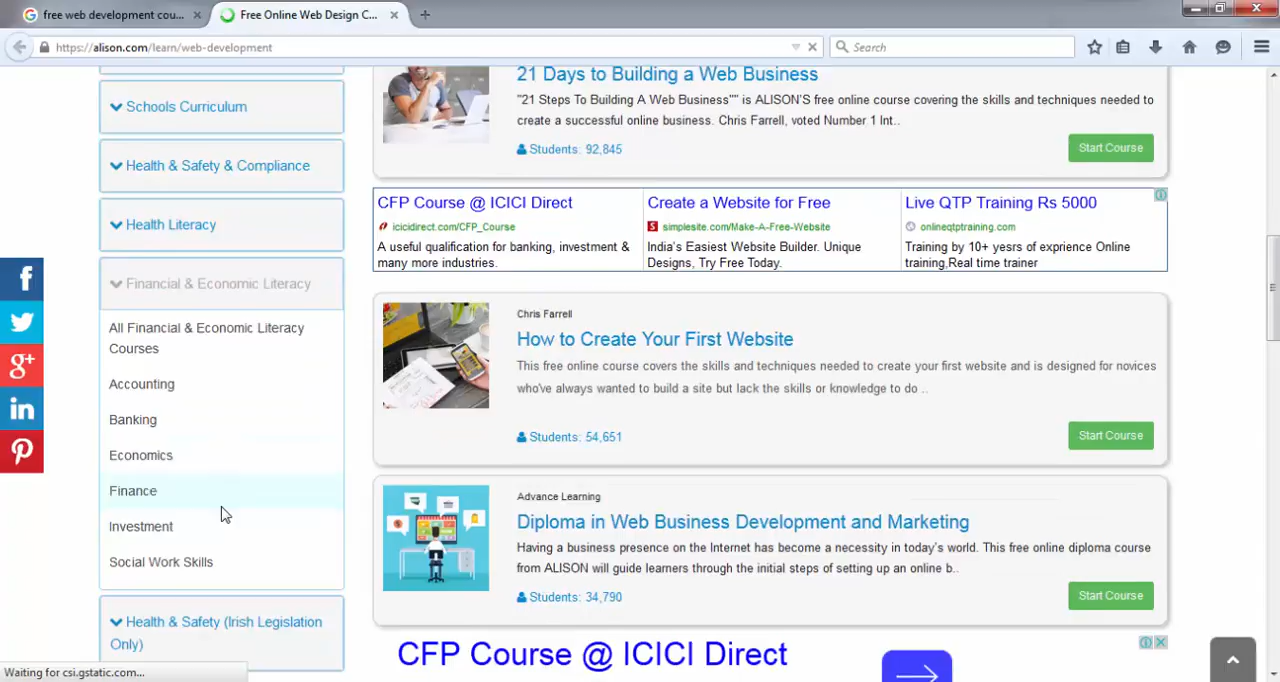 free web development cou...
Free Online Web Design C...
https://alison.com/learn/web-development
Search
Schools Curriculum
Health & Safety & Compliance
Health Literacy
Financial & Economic Literacy
All Financial & Economic Literacy
Courses
Accounting
Banking
Economics
Finance
Investment
Social Work Skills
Health & Safety (Irish Legislation
Only)
21 Days to Building a Web Business
"21 Steps To Building A Web Business"" is ALISON'S free online course covering the skills and techniques needed to
create a successful online business. Chris Farrell, voted Number 1 Int..
Students: 92,845
Start Course
CFP Course @ ICICI Direct
icicidirect.com/CFP_Course
A useful qualification for banking, investment &
many more industries.
Create a Website for Free
simplesite.com/Make-A-Free-Website
India's Easiest Website Builder. Unique
Designs, Try Free Today.
Live QTP Training Rs 5000
onlineqtptraining.com
Training by 10+ yesrs of exprience Online
training,Real time trainer
Chris Farrell
How to Create Your First Website
This free online course covers the skills and techniques needed to create your first website and is designed for novices
who've always wanted to build a site but lack the skills or knowledge to do ..
Students: 54,651
Start Course
Advance Learning
Diploma in Web Business Development and Marketing
Having a business presence on the Internet has become a necessity in today's world. This free online diploma course
from ALISON will guide learners through the initial steps of setting up an online b..
Students: 34,790
Start Course
CFP Course @ ICICI Direct
Waiting for csi.gstatic.com...